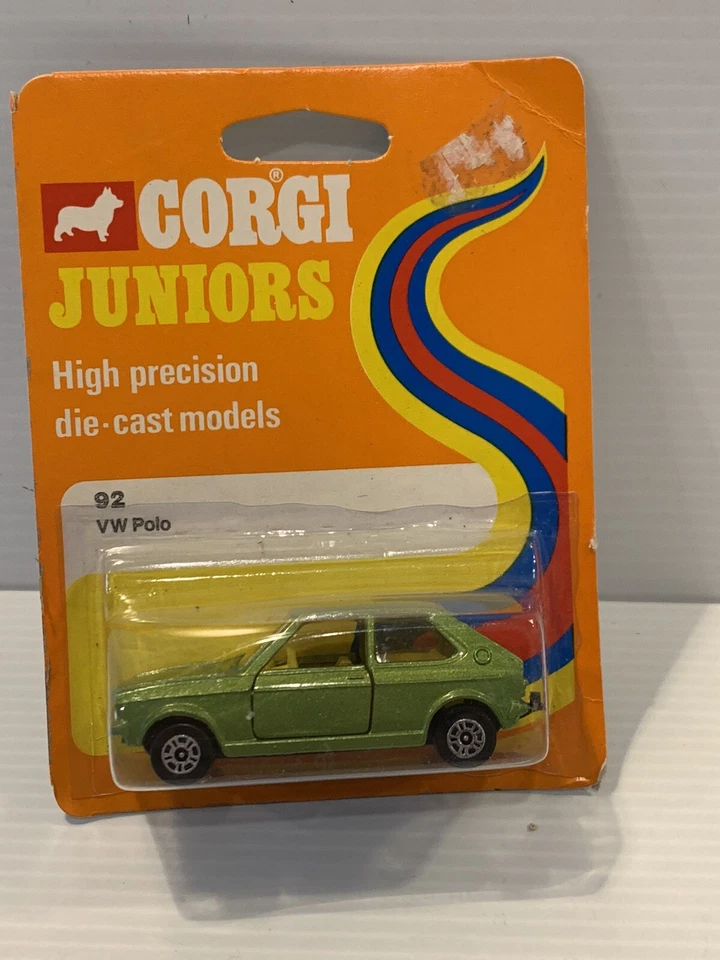 CORGI®
JUNIORS
High precision
die-cast models
92
VW Polo